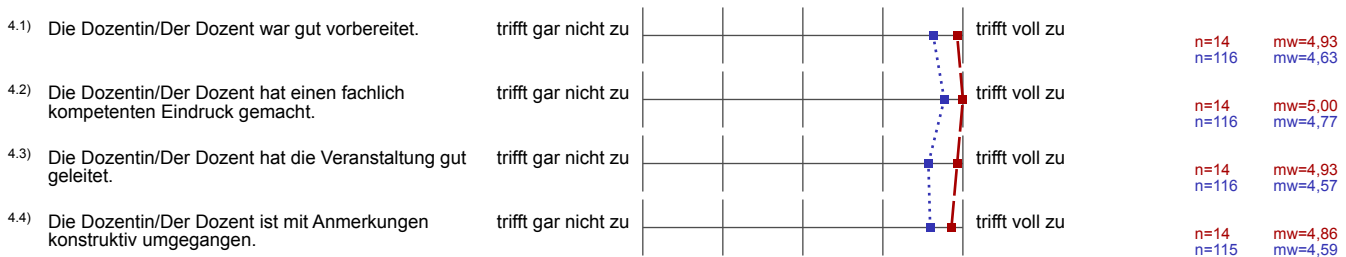 4.1) Die Dozentin/Der Dozent war gut vorbereitet. trifft gar nicht zu trifft voll zu
n=14 mw=4,93
n=116 mw=4,63
4.2) Die Dozentin/Der Dozent hat einen fachlich trifft gar nicht zu trifft voll zu
kompetenten Eindruck gemacht.
n=14 mw=5,00
n=116 mw=4,77
4.3) Die Dozentin/Der Dozent hat die Veranstaltung gut trifft gar nicht zu trifft voll zu
geleitet.
n=14 mw=4,93
n=116 mw=4,57
4.4) Die Dozentin/Der Dozent ist mit Anmerkungen trifft gar nicht zu trifft voll zu
konstruktiv umgegangen.
n=14 mw=4,86
n=115 mw=4,59